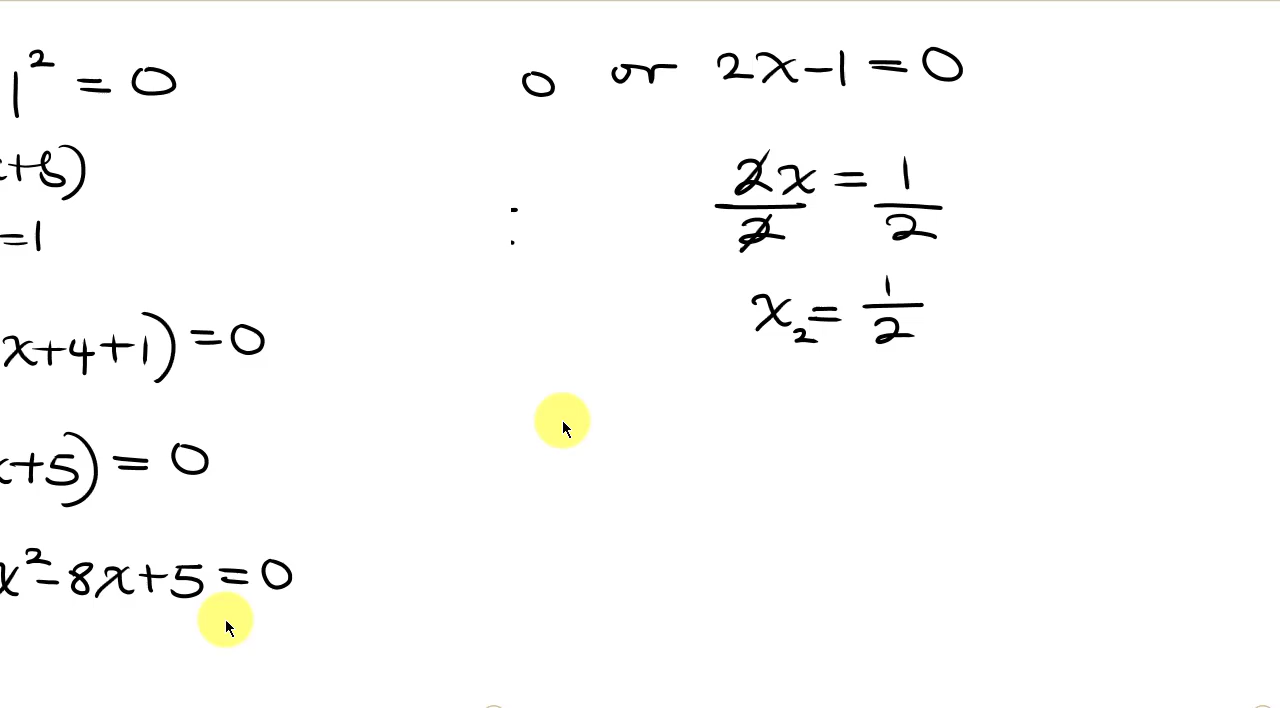 1² = 0
x+b)
=1
x+4+1) = 0
x+5) = 0
x²-8x+5 = 0
0 or 2x-1 = 0
2x/2 = 1/2
x₂ = 1/2